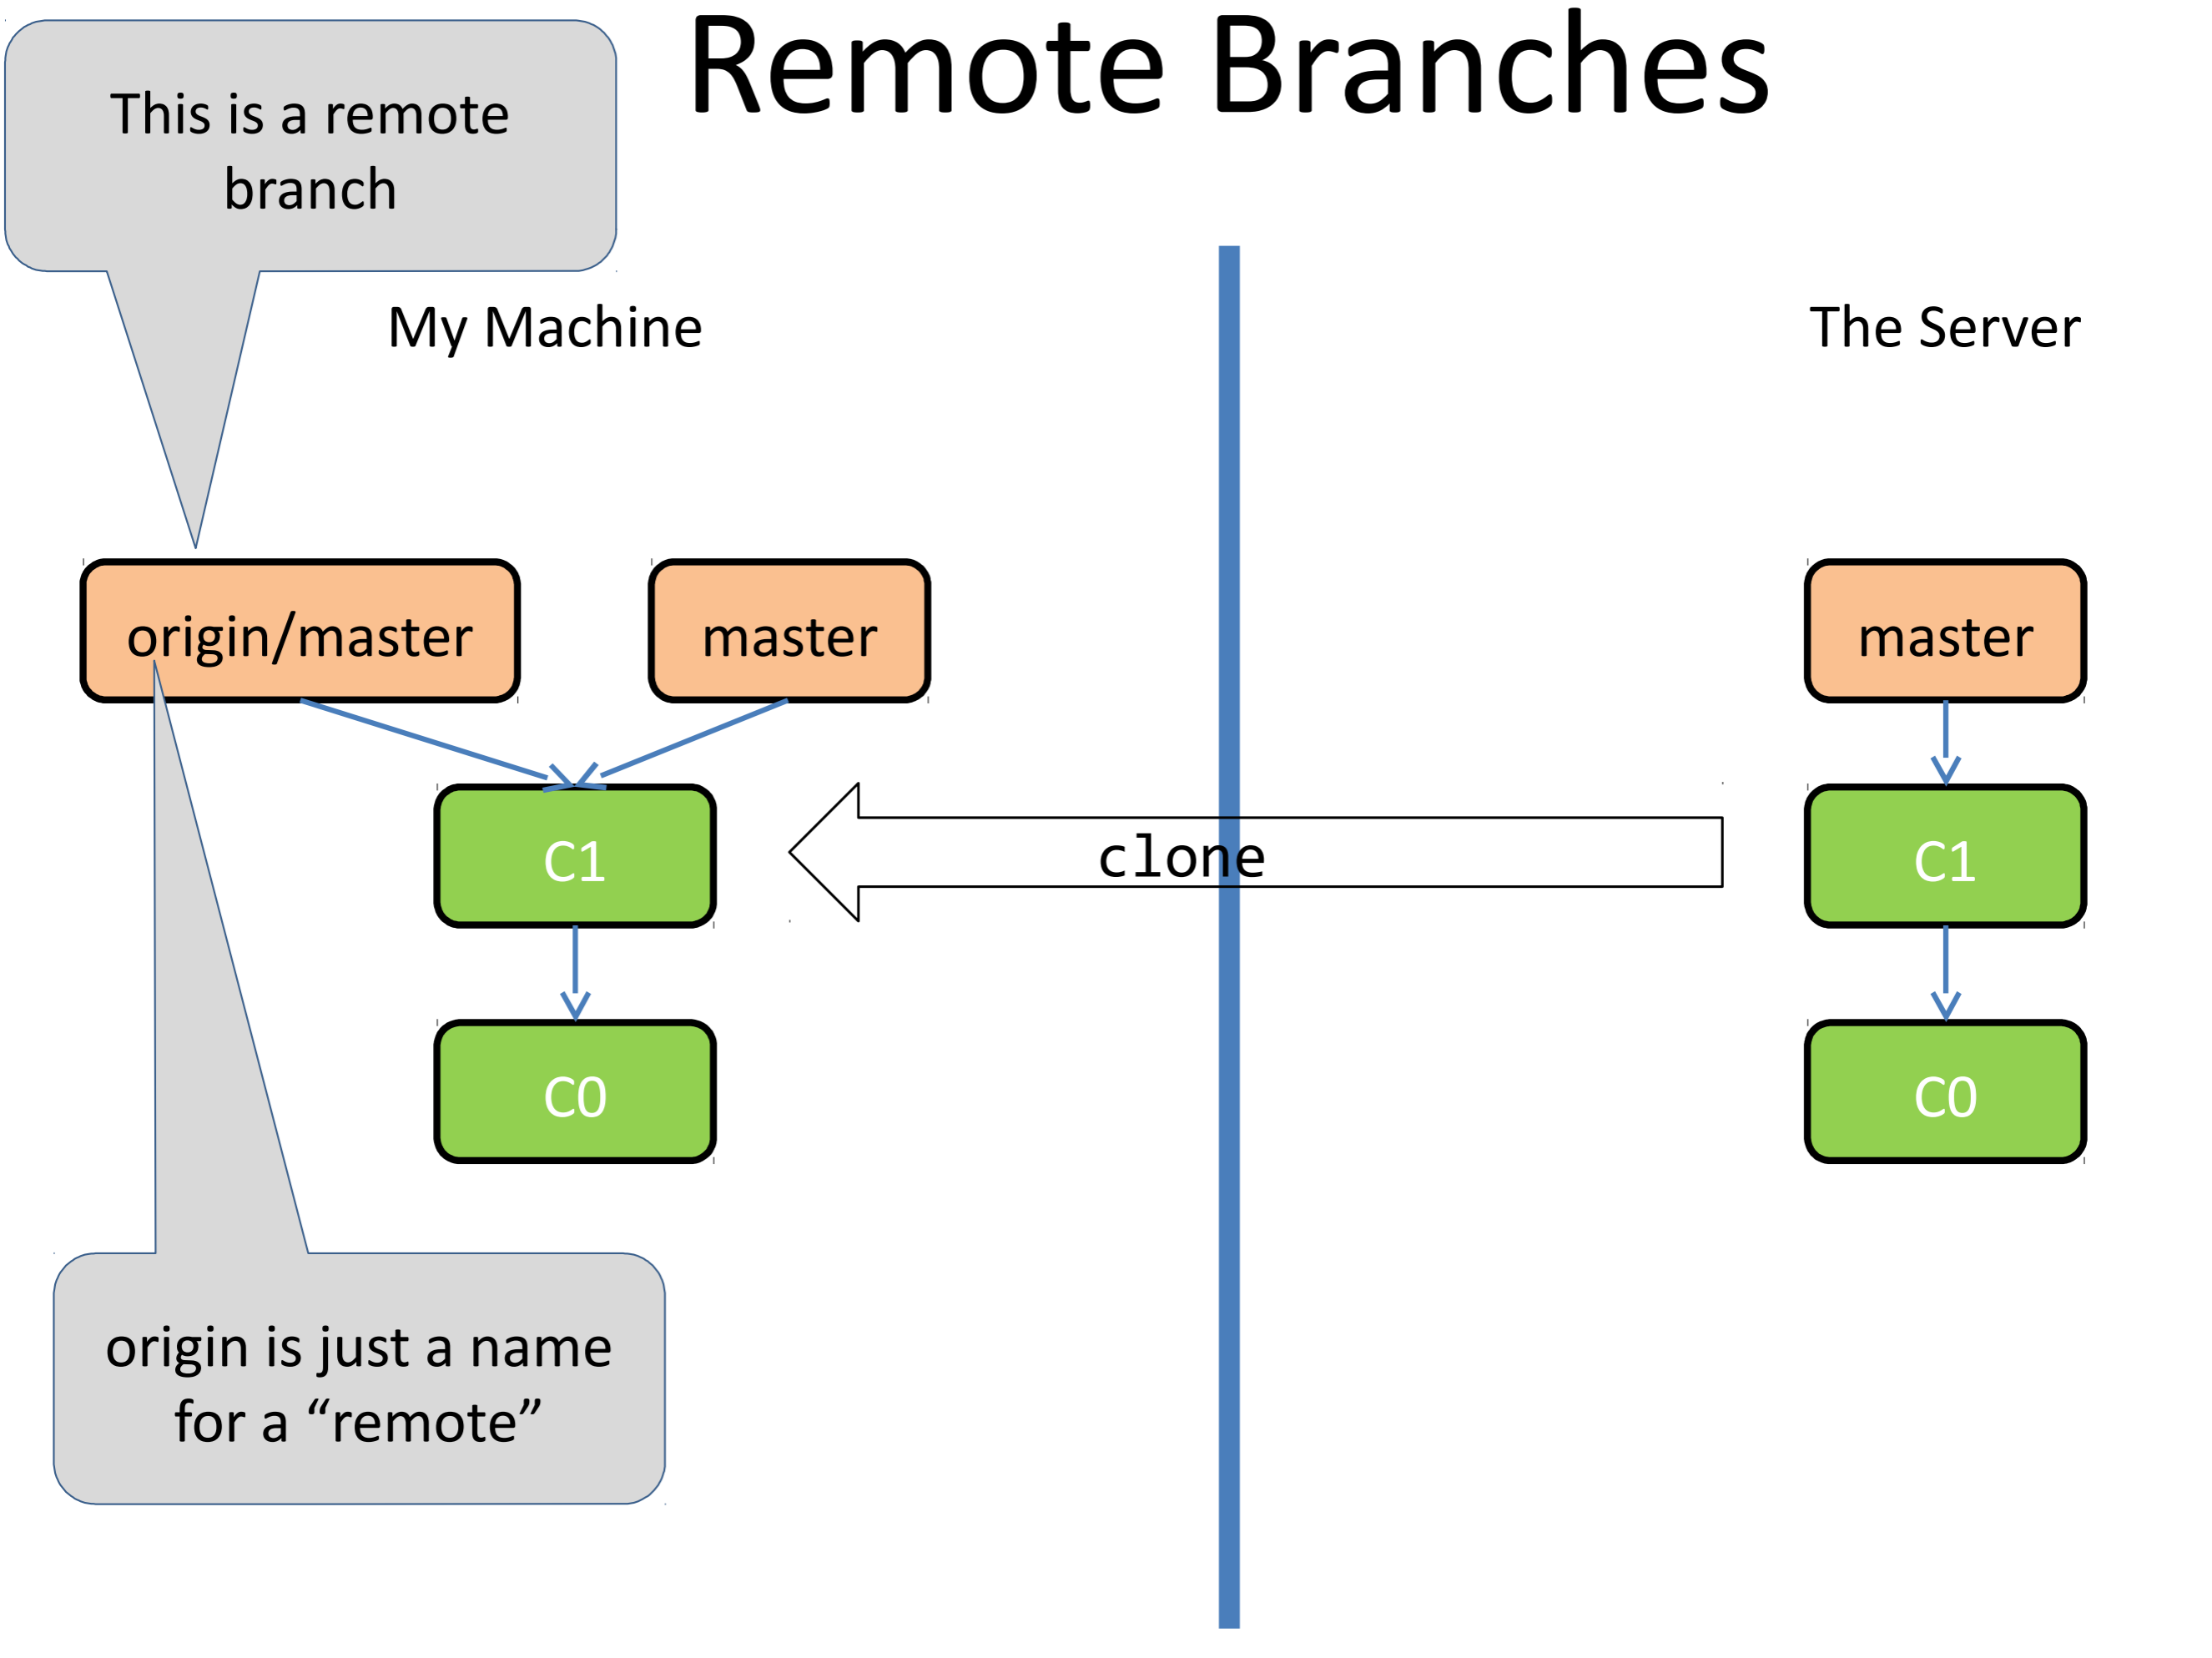 Remote Branches
This is a remote
branch
My Machine
The Server
origin/master
master
master
C1
clone
C1
C0
C0
origin is just a name
for a “remote”